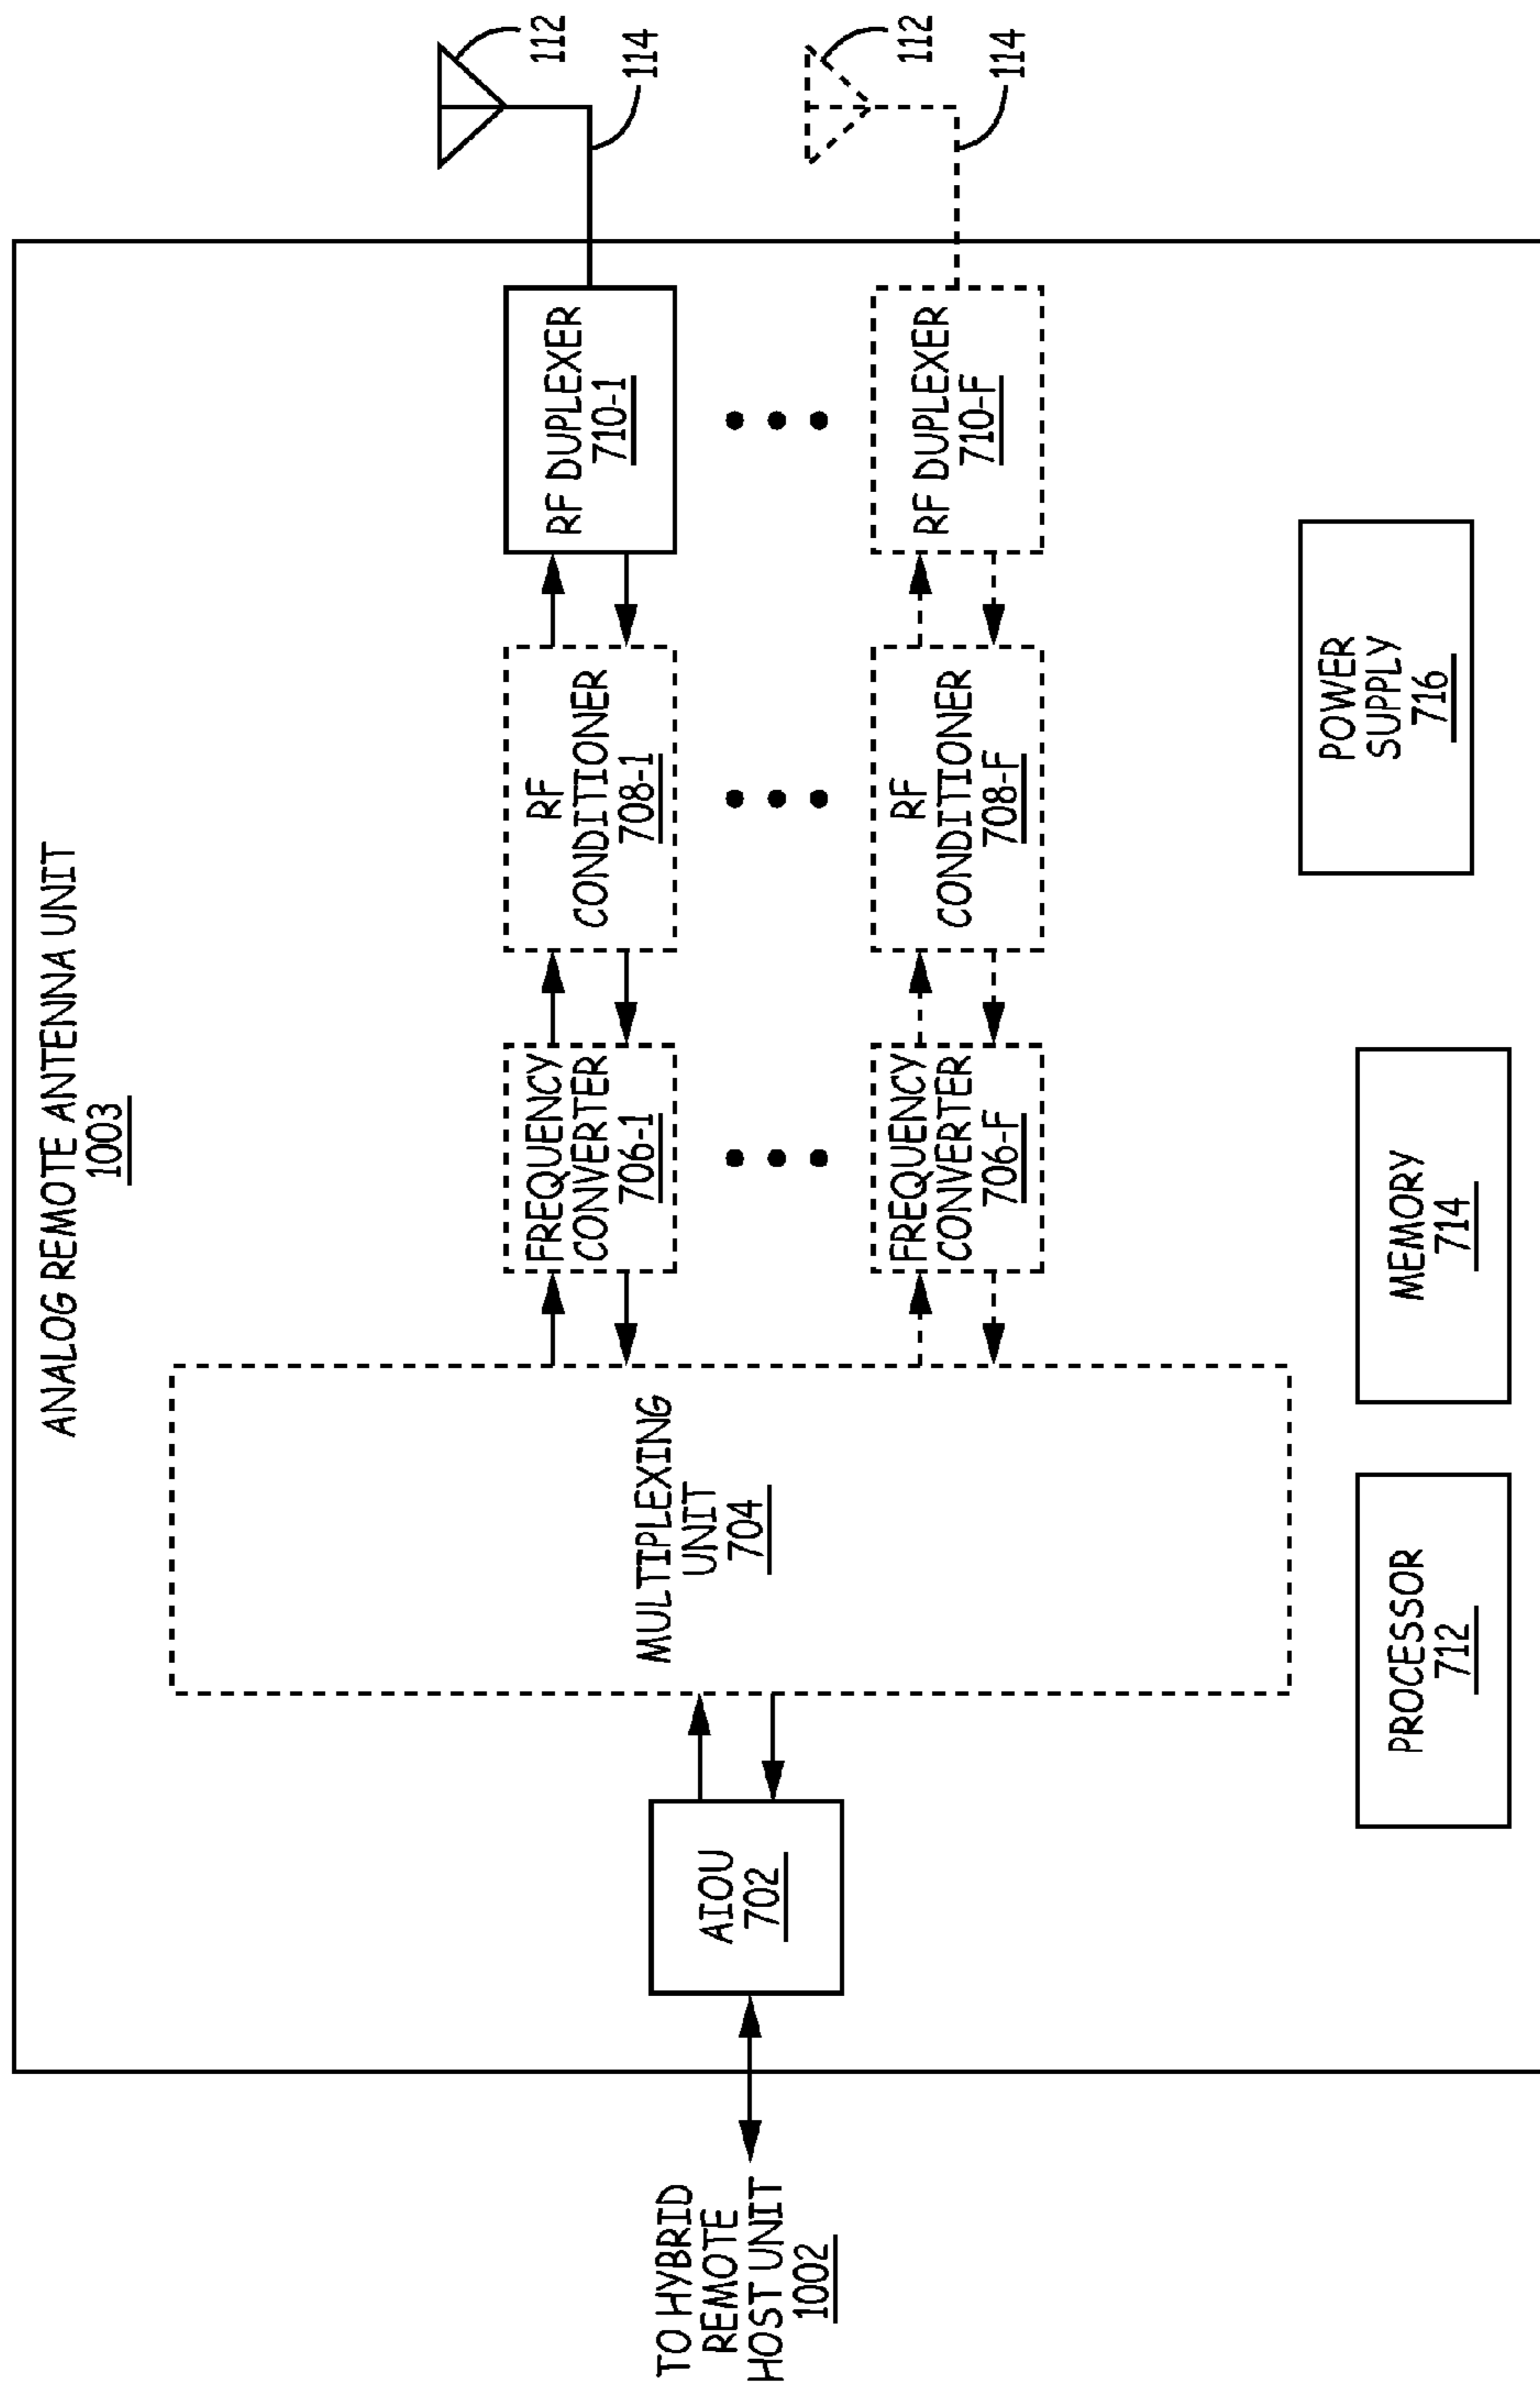 ANALOG REMOTE ANTENNA UNIT
1003
TO HYBRID
REMOTE
HOST UNIT
1002
AIOU
702
MULTIPLEXING
UNIT
704
FREQUENCY
CONVERTER
706-1
RF
CONDITIONER
708-1
RF DUPLEXER
710-1
112
114
FREQUENCY
CONVERTER
706-F
RF
CONDITIONER
708-F
RF DUPLEXER
710-F
112
114
PROCESSOR
712
MEMORY
714
POWER
SUPPLY
716